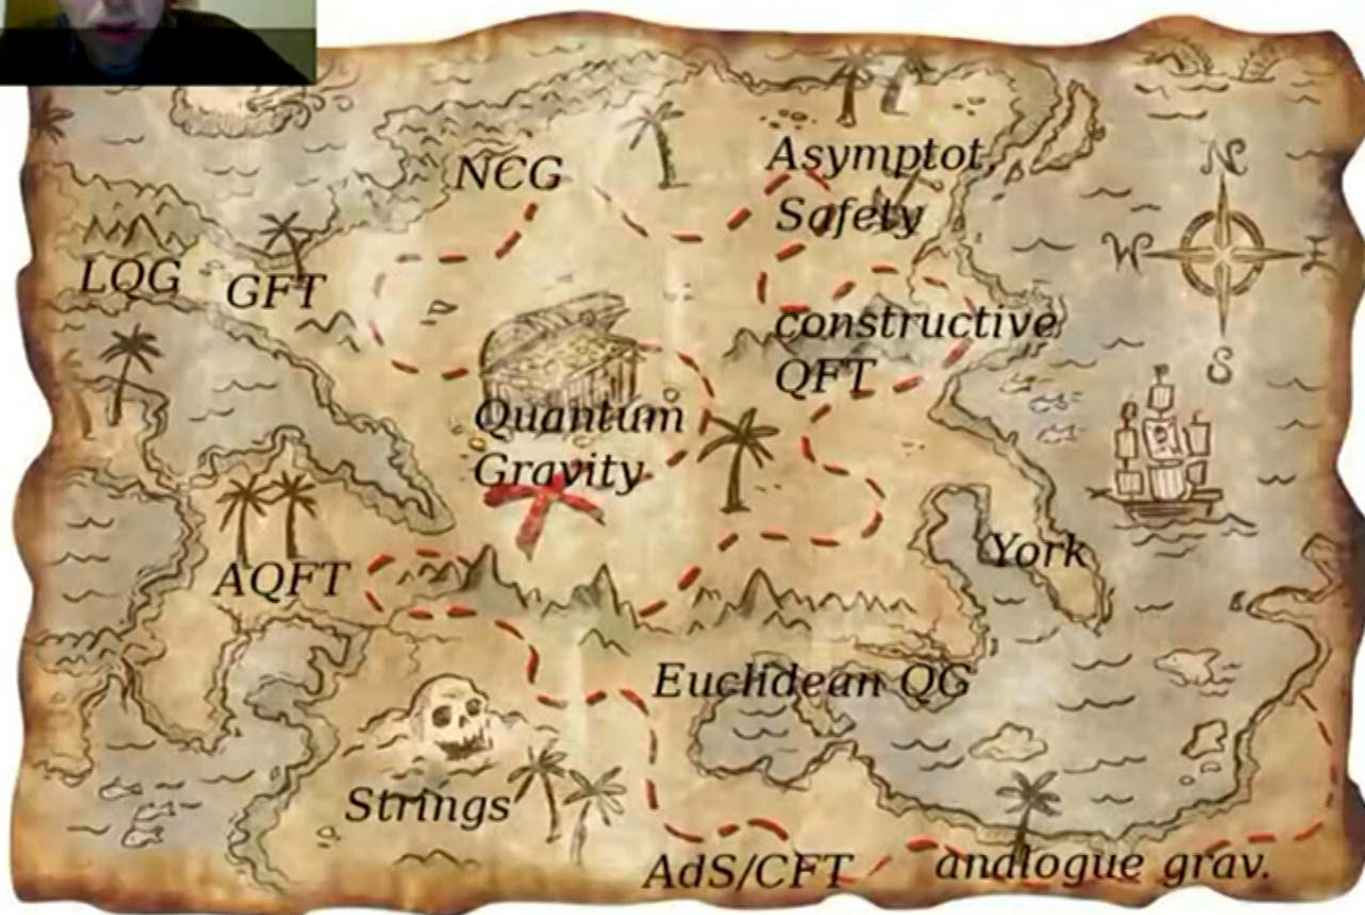 NCG
Asymptot.
Safety
N
W
S
LQG
GFT
constructive
QFT
Quantum
Gravity
York
AQFT
Euclidean QG
Strings
AdS/CFT
analogue grav.